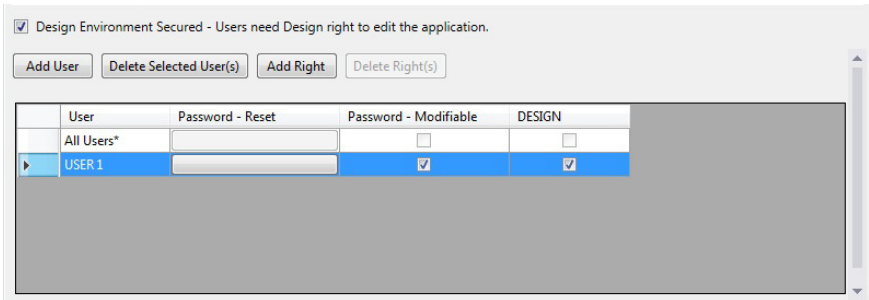 Design Environment Secured - Users need Design right to edit the application.
Add User Delete Selected User(s) Add Right Delete Right(s)
User Password - Reset Password - Modifiable DESIGN
All Users*
USER 1